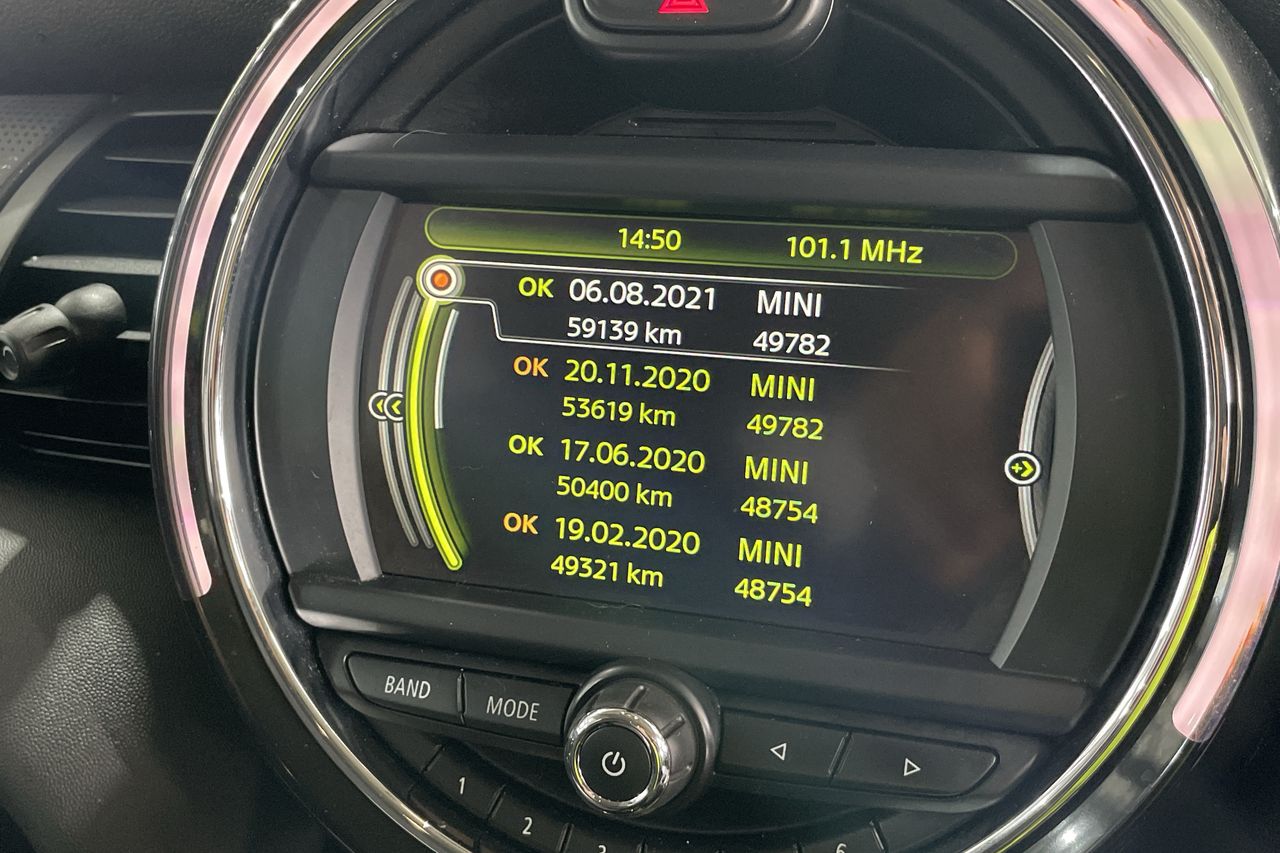 14:50 101.1 MHz
OK 06.08.2021 MINI
59139 km 49782
OK 20.11.2020 MINI
53619 km 49782
OK 17.06.2020 MINI
50400 km 48754
OK 19.02.2020 MINI
49321 km 48754
BAND MODE
1
2
6